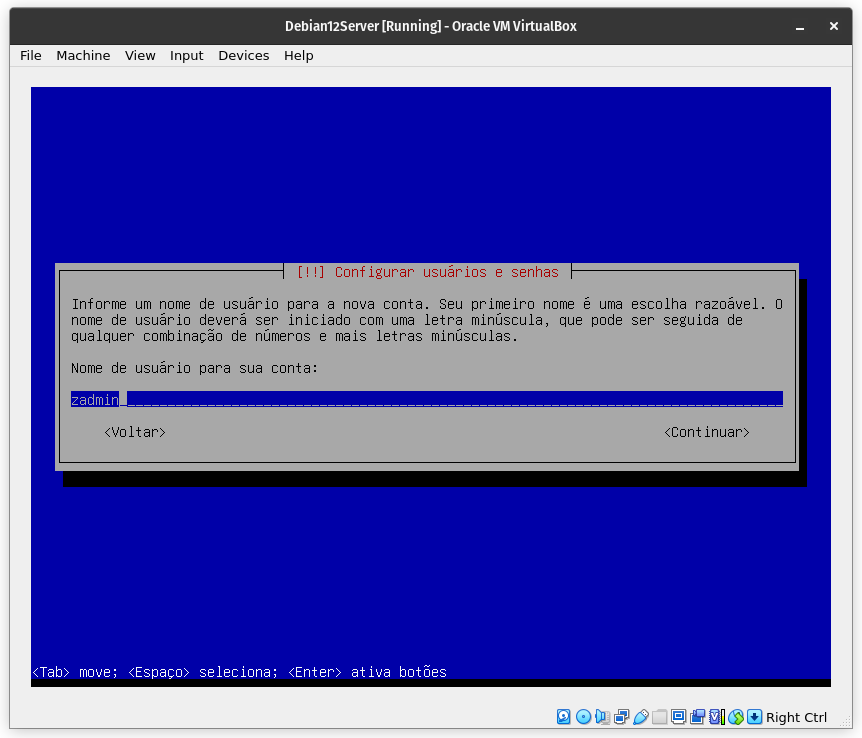 Debian12Server [Running] - Oracle VM VirtualBox
File Machine View Input Devices Help
[!!] Configurar usuários e senhas
Informe um nome de usuário para a nova conta. Seu primeiro nome é uma escolha razoável. O
nome de usuário deverá ser iniciado com uma letra minúscula, que pode ser seguida de
qualquer combinação de números e mais letras minúsculas.
Nome de usuário para sua conta:
zadmin
<Voltar> <Continuar>
<Tab> move; <Espaço> seleciona; <Enter> ativa botões
Right Ctrl